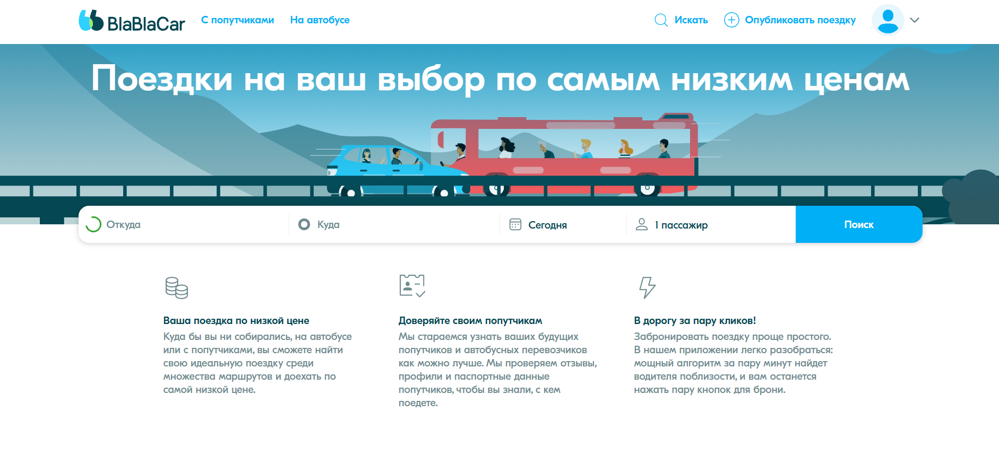 BlaBlaCar
С попутчиками
На автобусе
Искать
Опубликовать поездку
Поездки на ваш выбор по самым низким ценам
Откуда
Куда
Сегодня
1 пассажир
Поиск
Ваша поездка по низкой цене
Куда бы вы ни собирались, на автобусе
или с попутчиками, вы сможете найти
свою идеальную поездку среди
множества маршрутов и доехать по
самой низкой цене.
Доверяйте своим попутчикам
Мы стараемся узнать ваших будущих
попутчиков и автобусных перевозчиков
как можно лучше. Мы проверяем отзывы,
профили и паспортные данные
попутчиков, чтобы вы знали, с кем
поедете.
В дорогу за пару кликов!
Забронировать поездку проще простого.
В нашем приложении легко разобраться:
мощный алгоритм за пару минут найдет
водителя поблизости, и вам останется
нажать пару кнопок для брони.